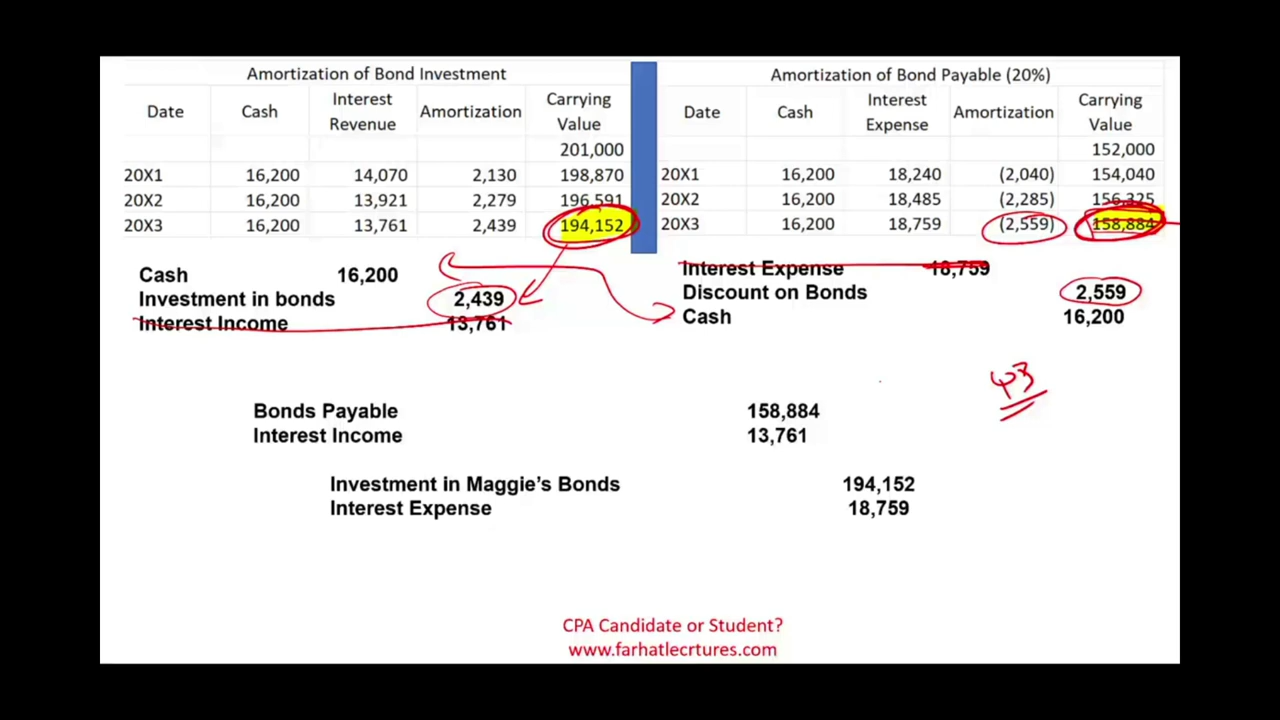 Amortization of Bond Investment
Date Cash Interest Revenue Amortization Carrying Value
201,000
20X1 16,200 14,070 2,130 198,870
20X2 16,200 13,921 2,279 196,591
20X3 16,200 13,761 2,439 194,152
Amortization of Bond Payable (20%)
Date Cash Interest Expense Amortization Carrying Value
152,000
20X1 16,200 18,240 (2,040) 154,040
20X2 16,200 18,485 (2,285) 156,325
20X3 16,200 18,759 (2,559) 158,884
Cash 16,200
Investment in bonds 2,439
Interest Income 13,761
Interest Expense 18,759
Discount on Bonds 2,559
Cash 16,200
Bonds Payable 158,884
Interest Income 13,761
Investment in Maggie's Bonds 194,152
Interest Expense 18,759
CPA Candidate or Student?
www.farhatlecrtures.com